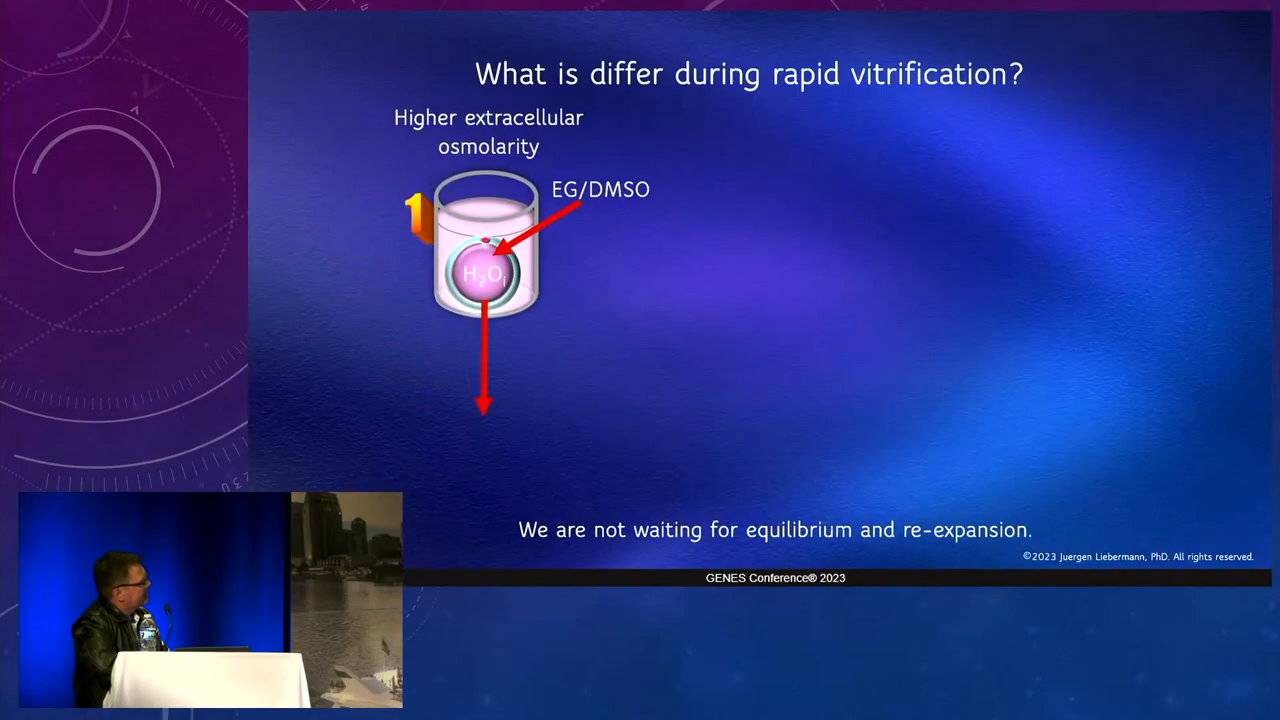 What is differ during rapid vitrification?
Higher extracellular
osmolarity
EG/DMSO
1
H₂Oᵢ
We are not waiting for equilibrium and re-expansion.
©2023 Juergen Liebermann, PhD. All rights reserved.
GENES Conference® 2023